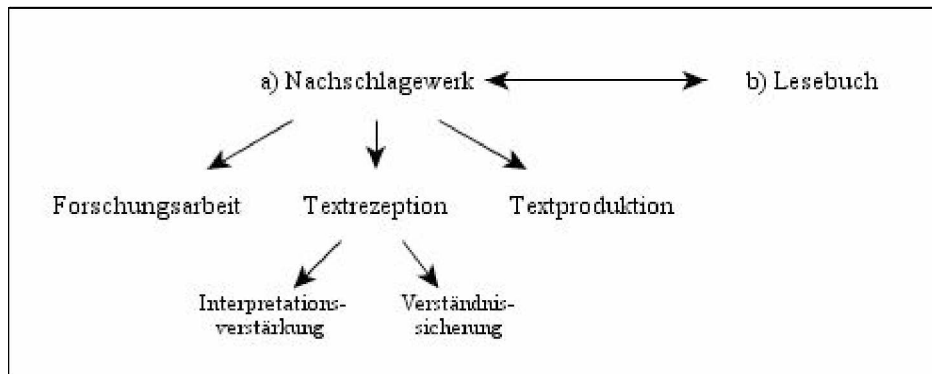 a) Nachschlagewerk b) Lesebuch
Forschungsarbeit Textrezeption Textproduktion
Interpretations-
verstärkung
Verständnis-
sicherung